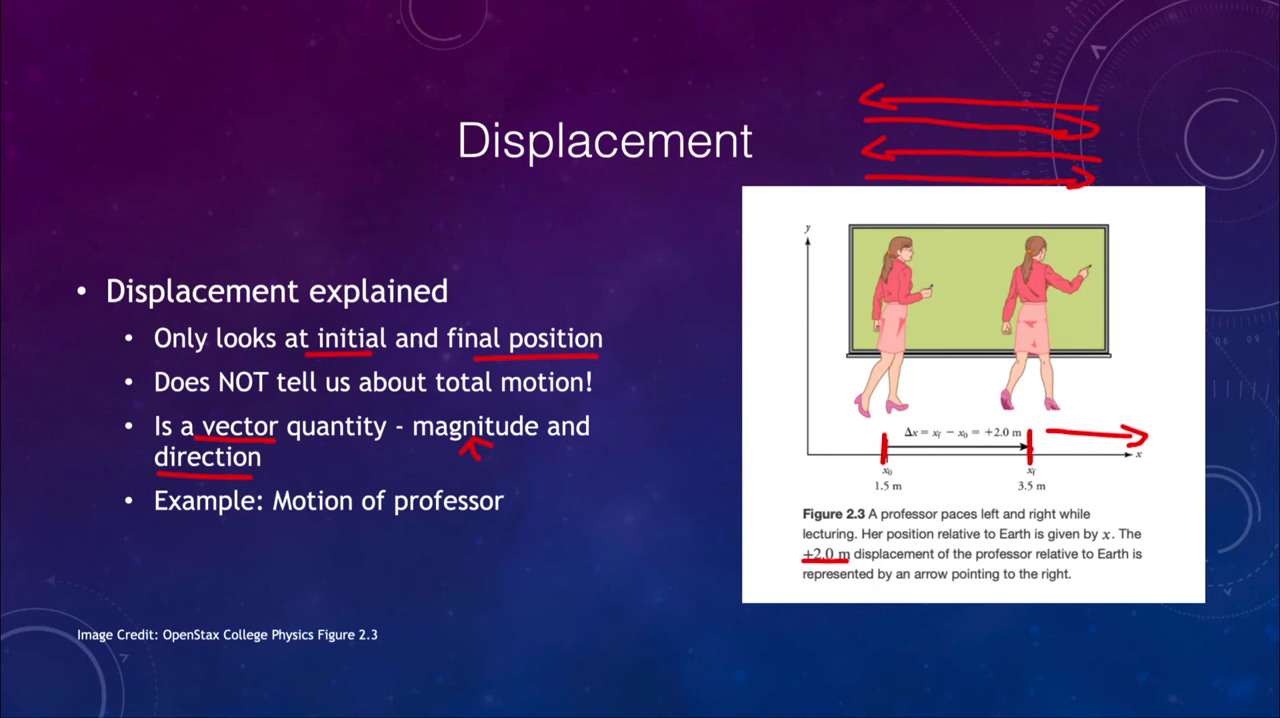 Displacement
• Displacement explained
• Only looks at initial and final position
• Does NOT tell us about total motion!
• Is a vector quantity - magnitude and
direction
• Example: Motion of professor
Image Credit: OpenStax College Physics Figure 2.3
y
Δx = xf − x0 = +2.0 m
x
x0
xf
1.5 m
3.5 m
Figure 2.3 A professor paces left and right while
lecturing. Her position relative to Earth is given by x. The
+2.0 m displacement of the professor relative to Earth is
represented by an arrow pointing to the right.